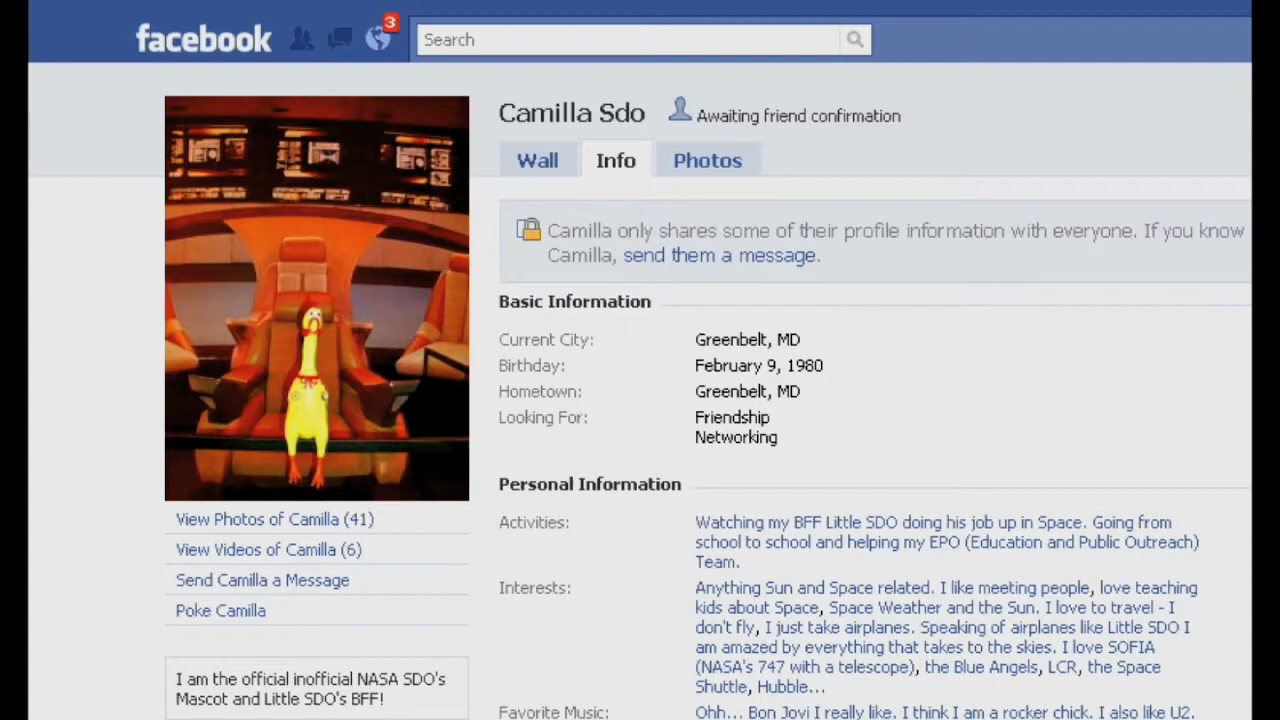 facebook
3
Search
Camilla Sdo
Awaiting friend confirmation
Wall
Info
Photos
Camilla only shares some of their profile information with everyone. If you know
Camilla, send them a message.
Basic Information
Current City: Greenbelt, MD
Birthday: February 9, 1980
Hometown: Greenbelt, MD
Looking For: Friendship
Networking
Personal Information
Activities: Watching my BFF Little SDO doing his job up in Space. Going from
school to school and helping my EPO (Education and Public Outreach)
Team.
Interests: Anything Sun and Space related. I like meeting people, love teaching
kids about Space, Space Weather and the Sun. I love to travel - I
don't fly, I just take airplanes. Speaking of airplanes like Little SDO I
am amazed by everything that takes to the skies. I love SOFIA
(NASA's 747 with a telescope), the Blue Angels, LCR, the Space
Shuttle, Hubble...
Favorite Music: Ohh... Bon Jovi I really like. I think I am a rocker chick. I also like U2.
View Photos of Camilla (41)
View Videos of Camilla (6)
Send Camilla a Message
Poke Camilla
I am the official inofficial NASA SDO's
Mascot and Little SDO's BFF!